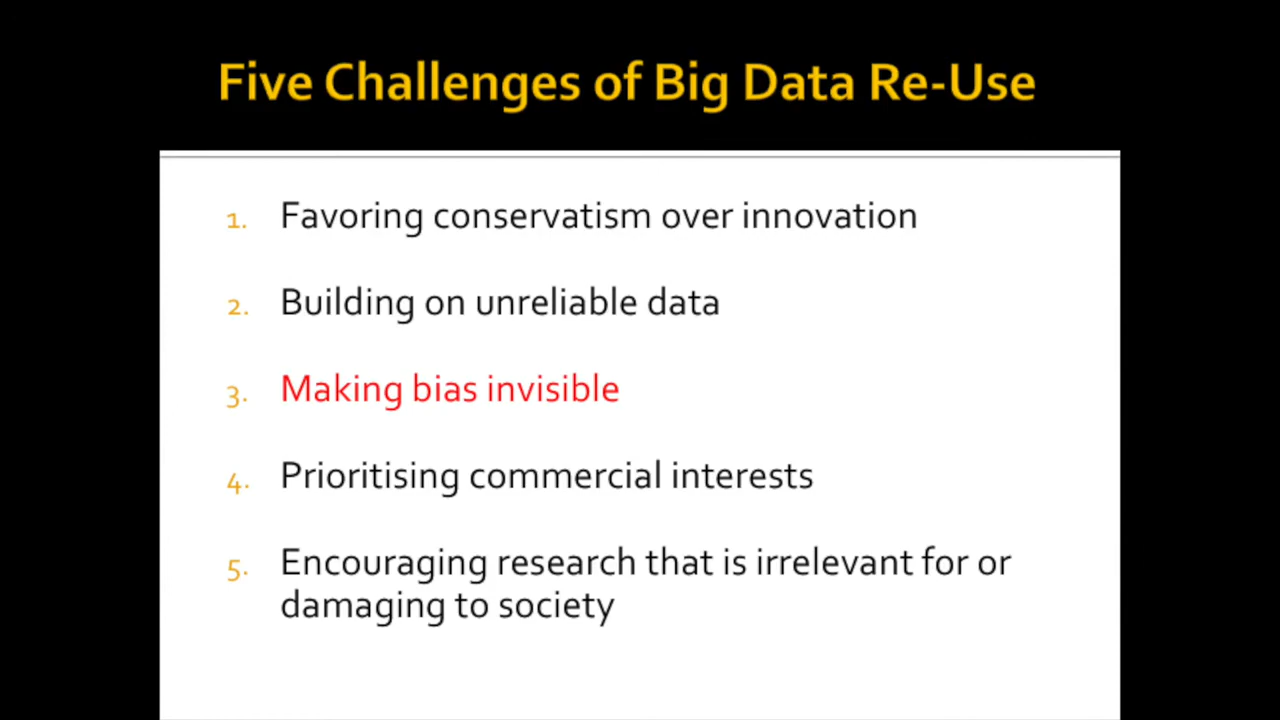 Five Challenges of Big Data Re-Use
1. Favoring conservatism over innovation
2. Building on unreliable data
3. Making bias invisible
4. Prioritising commercial interests
5. Encouraging research that is irrelevant for or
damaging to society